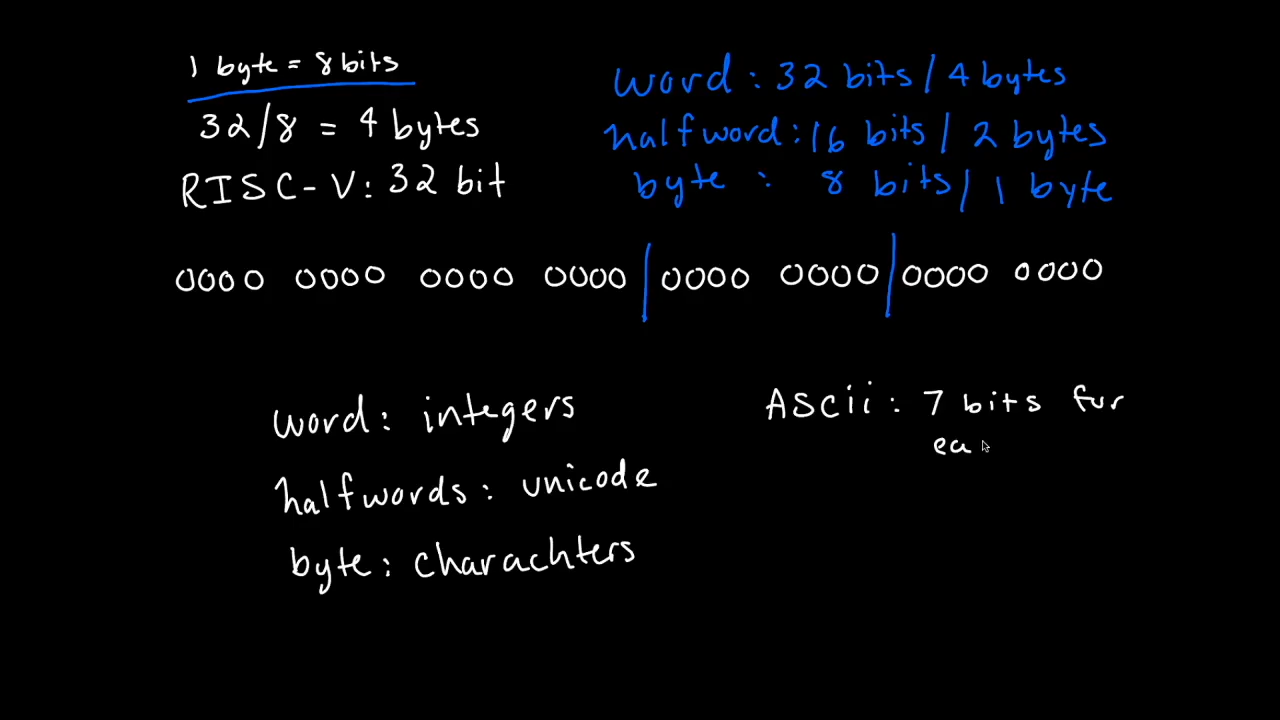 1 byte = 8 bits
32/8 = 4 bytes
RISC-V: 32 bit
word: 32 bits / 4 bytes
halfword: 16 bits / 2 bytes
byte: 8 bits / 1 byte
0000 0000 0000 0000 | 0000 0000 | 0000 0000
word: integers
halfwords: unicode
byte: charachters
Ascii: 7 bits for
ea